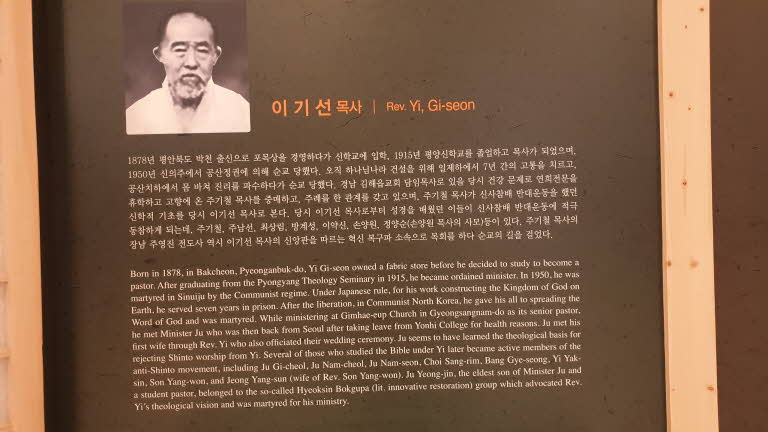 이기선 목사 | Rev. Yi, Gi-seon
1878년 평안북도 박천 출신으로 포목상을 경영하다가 신학교에 입학, 1915년 평양신학교를 졸업하고 목사가 되었으며,
1950년 신의주에서 공산정권에 의해 순교 당했다. 오직 하나님나라 건설을 위해 일제하에서 7년 간의 고통을 치르고,
공산치하에서 몸 바쳐 진리를 파수하다가 순교 당했다. 경남 김해읍교회 담임목사로 있을 당시 건강 문제로 연희전문을
휴학하고 고향에 온 주기철 목사를 중매하고, 주례를 한 관계를 갖고 있으며, 주기철 목사가 신사참배 반대운동을 했던
신학적 기초를 당시 이기선 목사로 본다. 당시 이기선 목사로부터 성경을 배웠던 이들이 신사참배 반대운동에 적극
동참하게 되는데, 주기철, 주남선, 최상림, 방계성, 이약신, 손양원, 정양순(손양원 목사의 사모)등이 있다. 주기철 목사의
장남 주영진 전도사 역시 이기선 목사의 신앙관을 따르는 혁신 복구파 소속으로 목회를 하다 순교의 길을 걸었다.
Born in 1878, in Bakcheon, Pyeonganbuk-do, Yi Gi-seon owned a fabric store before he decided to study to become a
pastor. After graduating from the Pyongyang Theology Seminary in 1915, he became ordained minister. In 1950, he was
martyred in Sinuiju by the Communist regime. Under Japanese rule, for his work constructing the Kingdom of God on
Earth, he served seven years in prison. After the liberation, in Communist North Korea, he gave his all to spreading the
Word of God and was martyred. While ministering at Gimhae-eup Church in Gyeongsangnam-do as its senior pastor,
he met Minister Ju who was then back from Seoul after taking leave from Yonhi College for health reasons. Ju met his
first wife through Rev. Yi who also officiated their wedding ceremony. Ju seems to have learned the theological basis for
rejecting Shinto worship from Yi. Several of those who studied the Bible under Yi later became active members of the
anti-Shinto movement, including Ju Gi-cheol, Ju Nam-cheol, Ju Nam-seon, Choi Sang-rim, Bang Gye-seong, Yi Yak-
sin, Son Yang-won, and Jeong Yang-sun (wife of Rev. Son Yang-won). Ju Yeong-jin, the eldest son of Minister Ju and
a student pastor, belonged to the so-called Hyeoksin Bokgupa (lit. innovative restoration) group which advocated Rev.
Yi's theological vision and was martyred for his ministry.